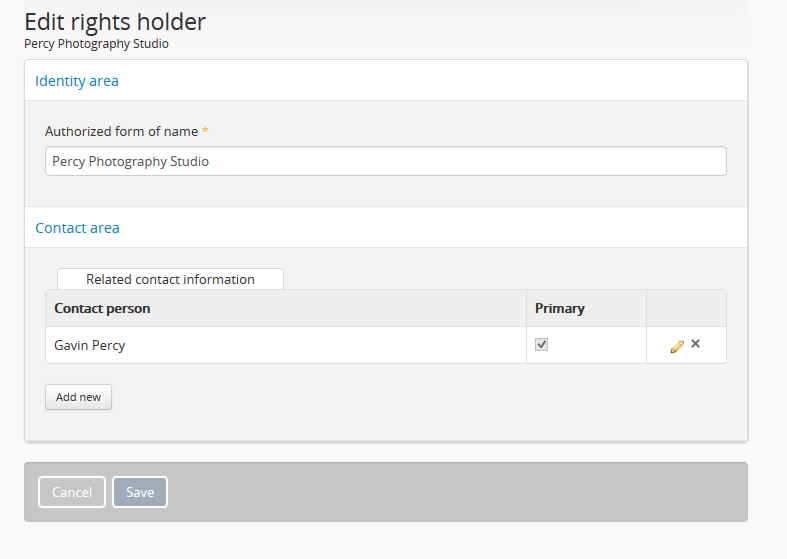 Edit rights holder
Percy Photography Studio
Identity area
Authorized form of name *
Percy Photography Studio
Contact area
Related contact information
Contact person Primary
Gavin Percy
Add new
Cancel Save